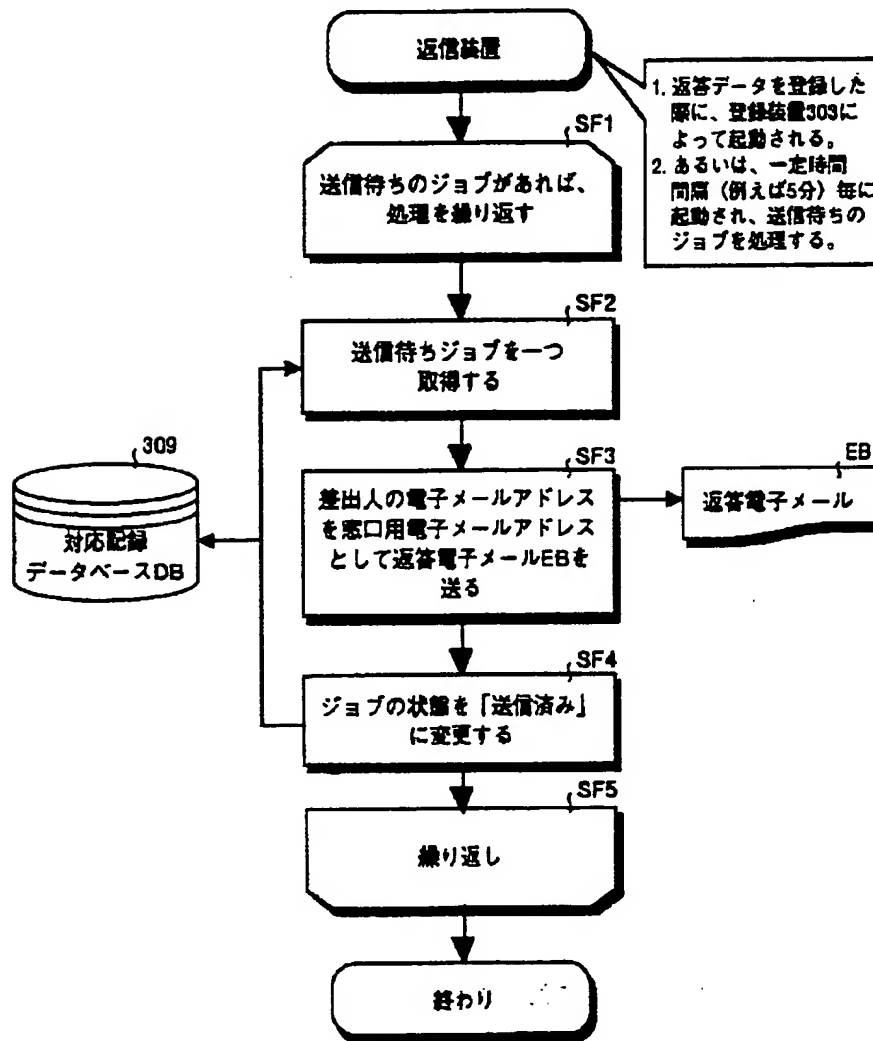 返信装置
1. 返答データを登録した
際に、登録装置303に
よって起動される。
2. あるいは、一定時間
間隔（例えば5分）毎に
起動され、送信待ちの
ジョブを処理する。
SF1
送信待ちのジョブがあれば、
処理を繰り返す
SF2
送信待ちジョブを一つ
取得する
309
対応記録
データベースDB
SF3
差出人の電子メールアドレス
を窓口用電子メールアドレス
として返答電子メールEBを
送る
EB
返答電子メール
SF4
ジョブの状態を「送信済み」
に変更する
SF5
繰り返し
終わり